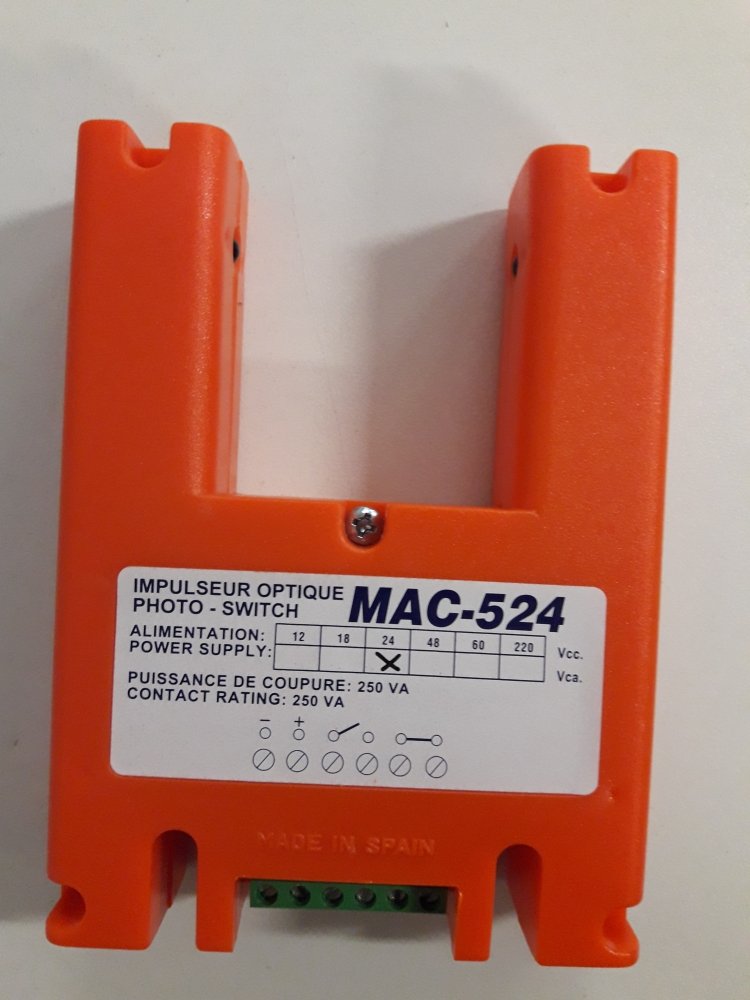 IMPULSEUR OPTIQUE
PHOTO - SWITCH
MAC-524
ALIMENTATION: 12 18 24 48 60 220 Vcc.
POWER SUPPLY: X Vca.
PUISSANCE DE COUPURE: 250 VA
CONTACT RATING: 250 VA
− +
MADE IN SPAIN